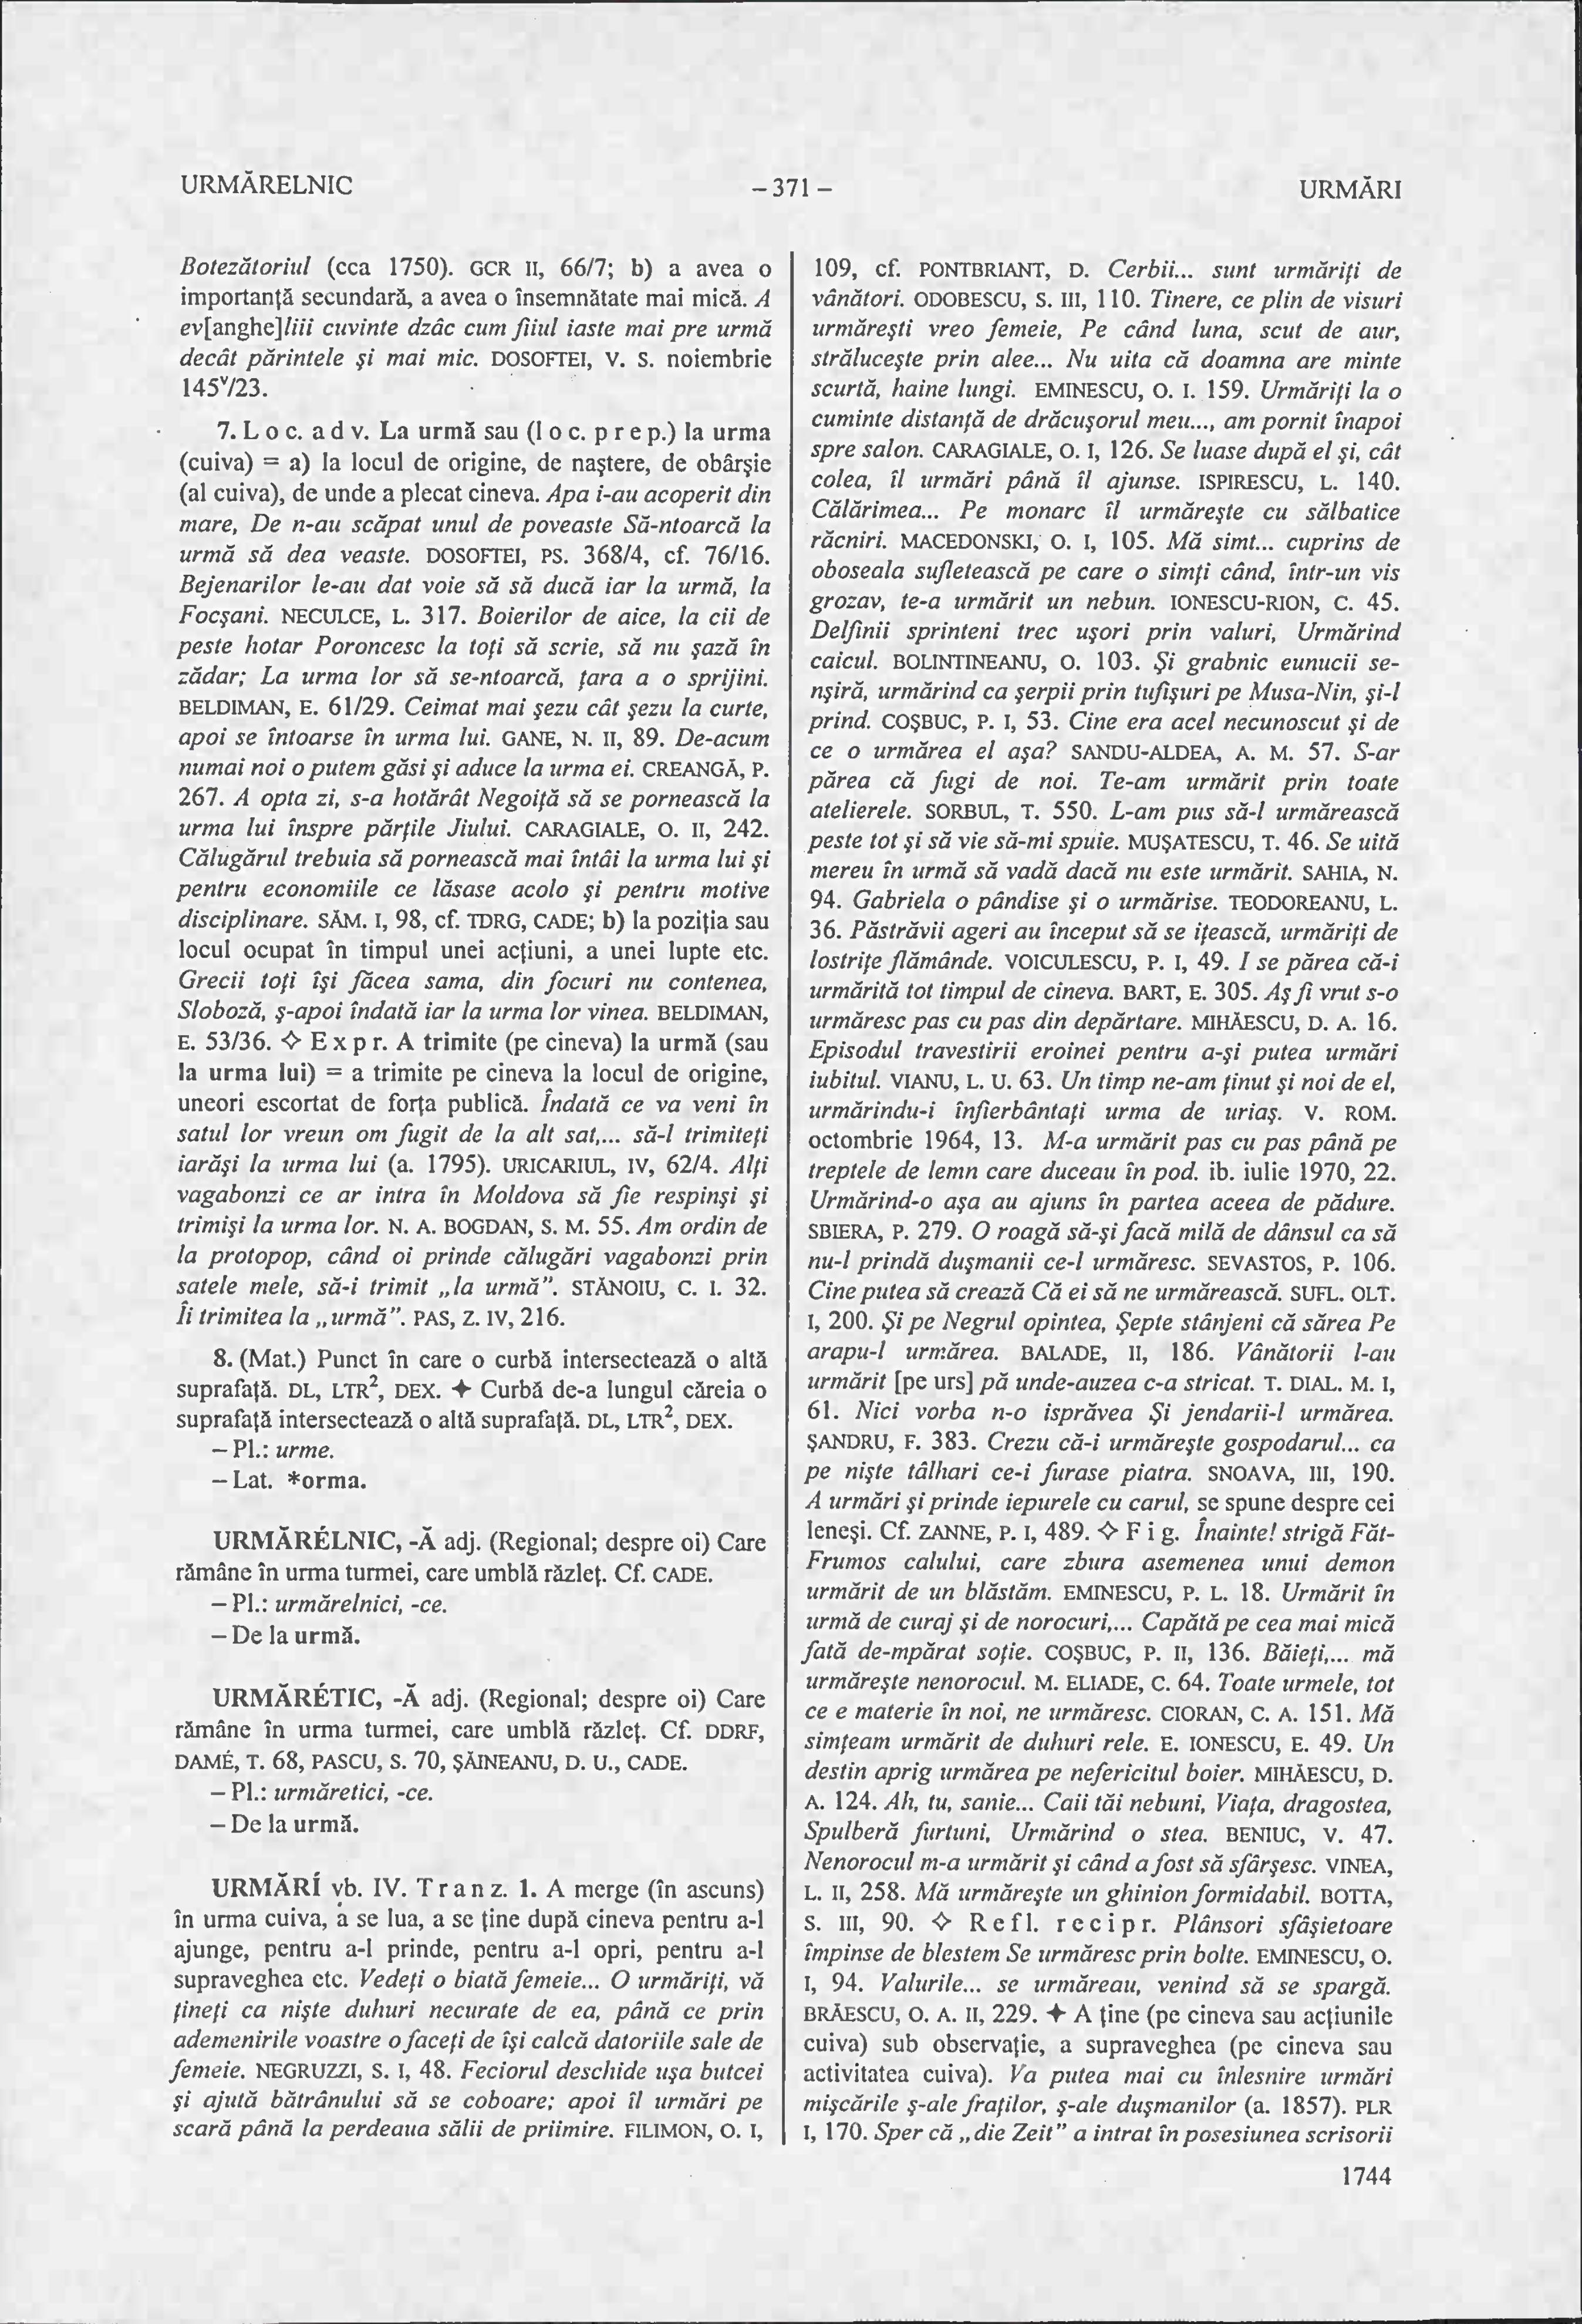 URMĂRELNIC
– 371 –
URMĂRI
Botezătoriul (cca 1750). GCR II, 66/7; b) a avea o
importanţă secundară, a avea o însemnătate mai mică. A
ev[anghe]liii cuvinte dzâc cum fiiul iaste mai pre urmă
decât părintele şi mai mic. DOSOFTEI, V. S. noiembrie
145ᵛ/23.
7. Loc. adv. La urmă sau (loc. prep.) la urma
(cuiva) = a) la locul de origine, de naştere, de obârşie
(al cuiva), de unde a plecat cineva. Apa i-au acoperit din
mare, De n-au scăpat unul de poveaste Să-ntoarcă la
urmă să dea veaste. DOSOFTEI, PS. 368/4, cf. 76/16.
Bejenarilor le-au dat voie să să ducă iar la urmă, la
Focşani. NECULCE, L. 317. Boierilor de aice, la cii de
peste hotar Poroncesc la toţi să scrie, să nu şază în
zădar; La urma lor să se-ntoarcă, ţara a o sprijini.
BELDIMAN, E. 61/29. Ceimat mai şezu cât şezu la curte,
apoi se întoarse în urma lui. GANE, N. II, 89. De-acum
numai noi o putem găsi şi aduce la urma ei. CREANGĂ, P.
267. A opta zi, s-a hotărât Negoiţă să se pornească la
urma lui înspre părţile Jiului. CARAGIALE, O. II, 242.
Călugărul trebuia să pornească mai întâi la urma lui şi
pentru economiile ce lăsase acolo şi pentru motive
disciplinare. SĂM. I, 98, cf. TDRG, CADE; b) la poziţia sau
locul ocupat în timpul unei acţiuni, a unei lupte etc.
Grecii toţi îşi făcea sama, din focuri nu contenea,
Sloboză, ş-apoi îndată iar la urma lor vinea. BELDIMAN,
E. 53/36. ◇ Expr. A trimite (pe cineva) la urmă (sau
la urma lui) = a trimite pe cineva la locul de origine,
uneori escortat de forţa publică. Îndată ce va veni în
satul lor vreun om fugit de la alt sat,... să-l trimiteţi
iarăşi la urma lui (a. 1795). URICARIUL, IV, 62/4. Alţi
vagabonzi ce ar intra în Moldova să fie respinşi şi
trimişi la urma lor. N. A. BOGDAN, S. M. 55. Am ordin de
la protopop, când oi prinde călugări vagabonzi prin
satele mele, să-i trimit „la urmă”. STĂNOIU, C. I. 32.
Îi trimitea la „urmă”. PAS, Z. IV, 216.
8. (Mat.) Punct în care o curbă intersectează o altă
suprafaţă. DL, LTR², DEX. ✦ Curbă de-a lungul căreia o
suprafaţă intersectează o altă suprafaţă. DL, LTR², DEX.
– Pl.: urme.
– Lat. *orma.
URMĂRÉLNIC, -Ă adj. (Regional; despre oi) Care
rămâne în urma turmei, care umblă răzleţ. Cf. CADE.
– Pl.: urmărelnici, -ce.
– De la urmă.
URMĂRÉTIC, -Ă adj. (Regional; despre oi) Care
rămâne în urma turmei, care umblă răzleţ. Cf. DDRF,
DAMÉ, T. 68, PASCU, S. 70, ŞĂINEANU, D. U., CADE.
– Pl.: urmăretici, -ce.
– De la urmă.
URMĂRÍ vb. IV. Tranz. 1. A merge (în ascuns)
în urma cuiva, a se lua, a se ţine după cineva pentru a-l
ajunge, pentru a-l prinde, pentru a-l opri, pentru a-l
supraveghea etc. Vedeţi o biată femeie... O urmăriţi, vă
ţineţi ca nişte duhuri necurate de ea, până ce prin
ademenirile voastre o faceţi de îşi calcă datoriile sale de
femeie. NEGRUZZI, S. I, 48. Feciorul deschide uşa butcei
şi ajută bătrânului să se coboare; apoi îl urmări pe
scară până la perdeaua sălii de priimire. FILIMON, O. I,
109, cf. PONTBRIANT, D. Cerbii... sunt urmăriţi de
vânători. ODOBESCU, S. III, 110. Tinere, ce plin de visuri
urmăreşti vreo femeie, Pe când luna, scut de aur,
străluceşte prin alee... Nu uita că doamna are minte
scurtă, haine lungi. EMINESCU, O. I. 159. Urmăriţi la o
cuminte distanţă de drăcuşorul meu..., am pornit înapoi
spre salon. CARAGIALE, O. I, 126. Se luase după el şi, cât
colea, îl urmări până îl ajunse. ISPIRESCU, L. 140.
Călărimea... Pe monarc îl urmăreşte cu sălbatice
răcniri. MACEDONSKI, O. I, 105. Mă simt... cuprins de
oboseala sufletească pe care o simţi când, într-un vis
grozav, te-a urmărit un nebun. IONESCU-RION, C. 45.
Delfinii sprinteni trec uşori prin valuri, Urmărind
caicul. BOLINTINEANU, O. 103. Şi grabnic eunucii se-
nşiră, urmărind ca şerpii prin tufişuri pe Musa-Nin, şi-l
prind. COŞBUC, P. I, 53. Cine era acel necunoscut şi de
ce o urmărea el aşa? SANDU-ALDEA, A. M. 57. S-ar
părea că fugi de noi. Te-am urmărit prin toate
atelierele. SORBUL, T. 550. L-am pus să-l urmărească
peste tot şi să vie să-mi spuie. MUŞATESCU, T. 46. Se uită
mereu în urmă să vadă dacă nu este urmărit. SAHIA, N.
94. Gabriela o pândise şi o urmărise. TEODOREANU, L.
36. Păstrăvii ageri au început să se iţească, urmăriţi de
lostriţe flămânde. VOICULESCU, P. I, 49. I se părea că-i
urmărită tot timpul de cineva. BART, E. 305. Aş fi vrut s-o
urmăresc pas cu pas din depărtare. MIHĂESCU, D. A. 16.
Episodul travestirii eroinei pentru a-şi putea urmări
iubitul. VIANU, L. U. 63. Un timp ne-am ţinut şi noi de el,
urmărindu-i înfierbântaţi urma de uriaş. V. ROM.
octombrie 1964, 13. M-a urmărit pas cu pas până pe
treptele de lemn care duceau în pod. ib. iulie 1970, 22.
Urmărind-o aşa au ajuns în partea aceea de pădure.
SBIERA, P. 279. O roagă să-şi facă milă de dânsul ca să
nu-l prindă duşmanii ce-l urmăresc. SEVASTOS, P. 106.
Cine putea să crează Că ei să ne urmărească. SUFL. OLT.
I, 200. Şi pe Negrul opintea, Şepte stânjeni că sărea Pe
arapu-l urmărea. BALADE, II, 186. Vânătorii l-au
urmărit [pe urs] pă unde-auzea c-a stricat. T. DIAL. M. I,
61. Nici vorba n-o isprăvea Şi jendarii-l urmărea.
ŞANDRU, F. 383. Crezu că-i urmăreşte gospodarul... ca
pe nişte tâlhari ce-i furase piatra. SNOAVA, III, 190.
A urmări şi prinde iepurele cu carul, se spune despre cei
leneşi. Cf. ZANNE, P. I, 489. ◇ Fig. Înainte! strigă Făt-
Frumos calului, care zbura asemenea unui demon
urmărit de un blăstăm. EMINESCU, P. L. 18. Urmărit în
urmă de curaj şi de norocuri,... Capătă pe cea mai mică
fată de-mpărat soţie. COŞBUC, P. II, 136. Băieţi,... mă
urmăreşte nenorocul. M. ELIADE, C. 64. Toate urmele, tot
ce e materie în noi, ne urmăresc. CIORAN, C. A. 151. Mă
simţeam urmărit de duhuri rele. E. IONESCU, E. 49. Un
destin aprig urmărea pe nefericitul boier. MIHĂESCU, D.
A. 124. Ah, tu, sanie... Caii tăi nebuni, Viaţa, dragostea,
Spulberă furtuni, Urmărind o stea. BENIUC, V. 47.
Nenorocul m-a urmărit şi când a fost să sfârşesc. VINEA,
L. II, 258. Mă urmăreşte un ghinion formidabil. BOTTA,
S. III, 90. ◇ Refl. recipr. Plânsori sfâşietoare
împinse de blestem Se urmăresc prin bolte. EMINESCU, O.
I, 94. Valurile... se urmăreau, venind să se spargă.
BRĂESCU, O. A. II, 229. ✦ A ţine (pe cineva sau acţiunile
cuiva) sub observaţie, a supraveghea (pe cineva sau
activitatea cuiva). Va putea mai cu înlesnire urmări
mişcările ş-ale fraţilor, ş-ale duşmanilor (a. 1857). PLR
I, 170. Sper că „die Zeit” a intrat în posesiunea scrisorii
1744